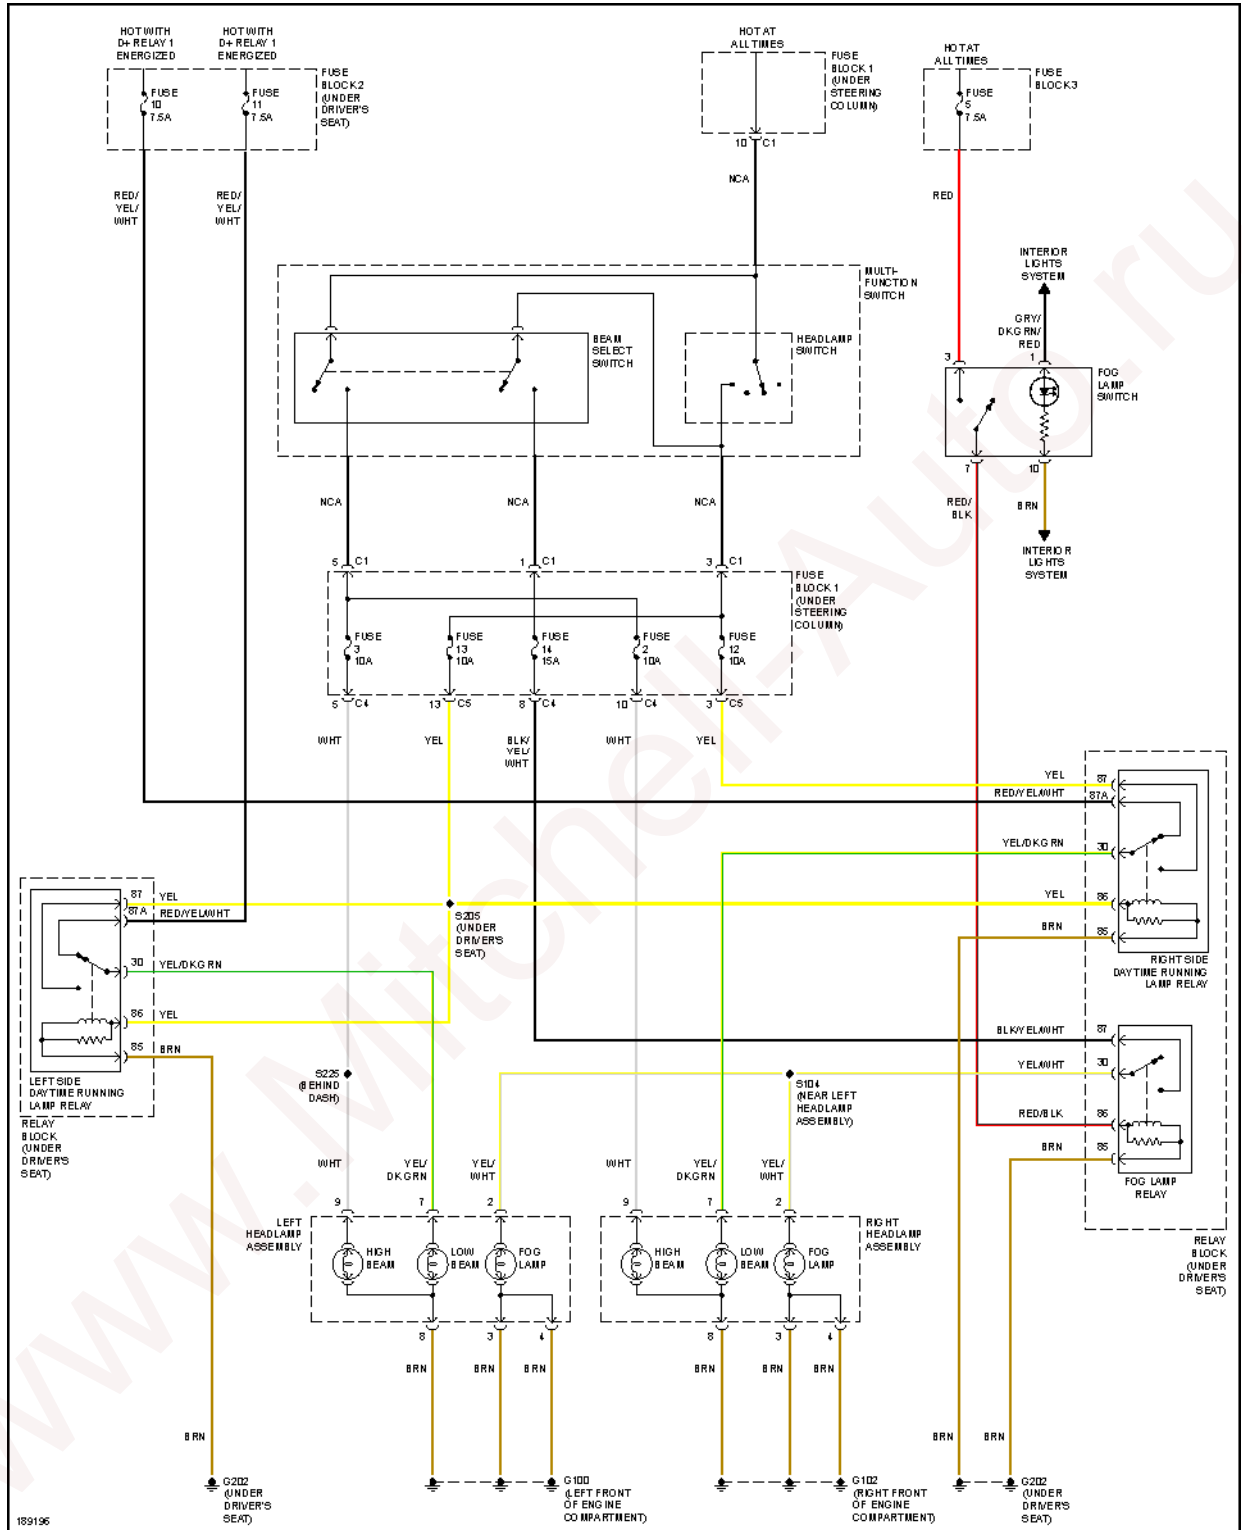 HOT WITH
D+ RELAY 1
ENERGIZED
HOT WITH
D+ RELAY 1
ENERGIZED
HOT AT
ALL TIMES
HOT AT
ALL TIMES
FUSE
10
7.5A
FUSE
11
7.5A
FUSE
BLOCK 2
(UNDER
DRIVER'S
SEAT)
FUSE
BLOCK 1
(UNDER
STEERING
COLUMN)
FUSE
5
7.5A
FUSE
BLOCK 3
10 C1
RED/
YEL/
WHT
RED/
YEL/
WHT
NCA
RED
MULTI-
FUNCTION
SWITCH
INTERIOR
LIGHTS
SYSTEM
GRY/
DKGRN/
RED
BEAM
SELECT
SWITCH
HEADLAMP
SWITCH
3 1
FOG
LAMP
SWITCH
7 10
NCA NCA NCA
RED/
BLK
BRN
INTERIOR
LIGHTS
SYSTEM
5 C1 1 C1 3 C1
FUSE
BLOCK 1
(UNDER
STEERING
COLUMN)
FUSE
3
10A
FUSE
13
10A
FUSE
14
15A
FUSE
2
10A
FUSE
12
10A
5 C4 13 C5 8 C4 10 C4 3 C5
WHT YEL
BLK/
YEL/
WHT
WHT YEL
YEL 87
RED/YEL/WHT 87A
YEL/DKGRN 30
YEL 86
BRN 85
RIGHT SIDE
DAYTIME RUNNING
LAMP RELAY
87 YEL
87A RED/YEL/WHT
30 YEL/DKGRN
86 YEL
85 BRN
LEFT SIDE
DAYTIME RUNNING
LAMP RELAY
RELAY
BLOCK
(UNDER
DRIVER'S
SEAT)
S205
(UNDER
DRIVER'S
SEAT)
BLK/YEL/WHT 87
YEL/WHT 30
RED/BLK 86
BRN 85
FOG LAMP
RELAY
RELAY
BLOCK
(UNDER
DRIVER'S
SEAT)
S225
(BEHIND
DASH)
S104
(NEAR LEFT
HEADLAMP
ASSEMBLY)
WHT
YEL/
DKGRN
YEL/
WHT
WHT
YEL/
DKGRN
YEL/
WHT
9 7 2 9 7 2
LEFT
HEADLAMP
ASSEMBLY
HIGH
BEAM
LOW
BEAM
FOG
LAMP
HIGH
BEAM
LOW
BEAM
FOG
LAMP
RIGHT
HEADLAMP
ASSEMBLY
8 3 4 8 3 4
BRN BRN BRN BRN BRN BRN
BRN BRN BRN
G202
(UNDER
DRIVER'S
SEAT)
G100
(LEFT FRONT
OF ENGINE
COMPARTMENT)
G102
(RIGHT FRONT
OF ENGINE
COMPARTMENT)
G202
(UNDER
DRIVER'S
SEAT)
189196
www.Mitchell-Auto.ru